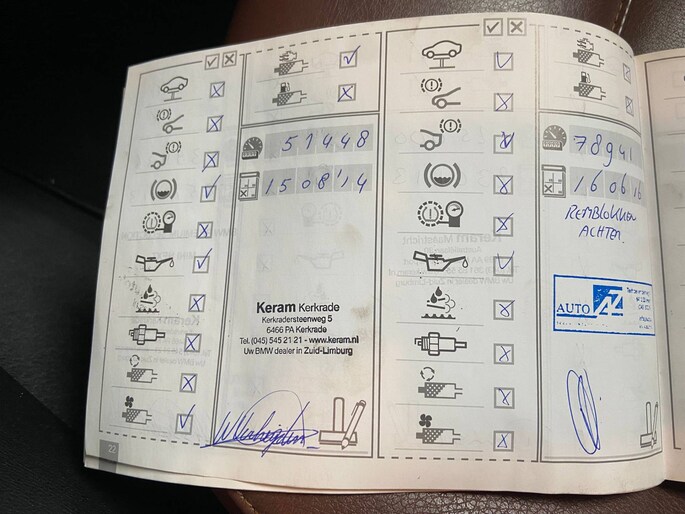 51448
15 08'14
Keram Kerkrade
Kerkradersteenweg 5
6466 PA Kerkrade
Tel. (045) 545 21 21 - www.keram.nl
Uw BMW dealer in Zuid-Limburg
22
78941
16 06 16
REMBLOKKEN
ACHTER.
AUTO AZ